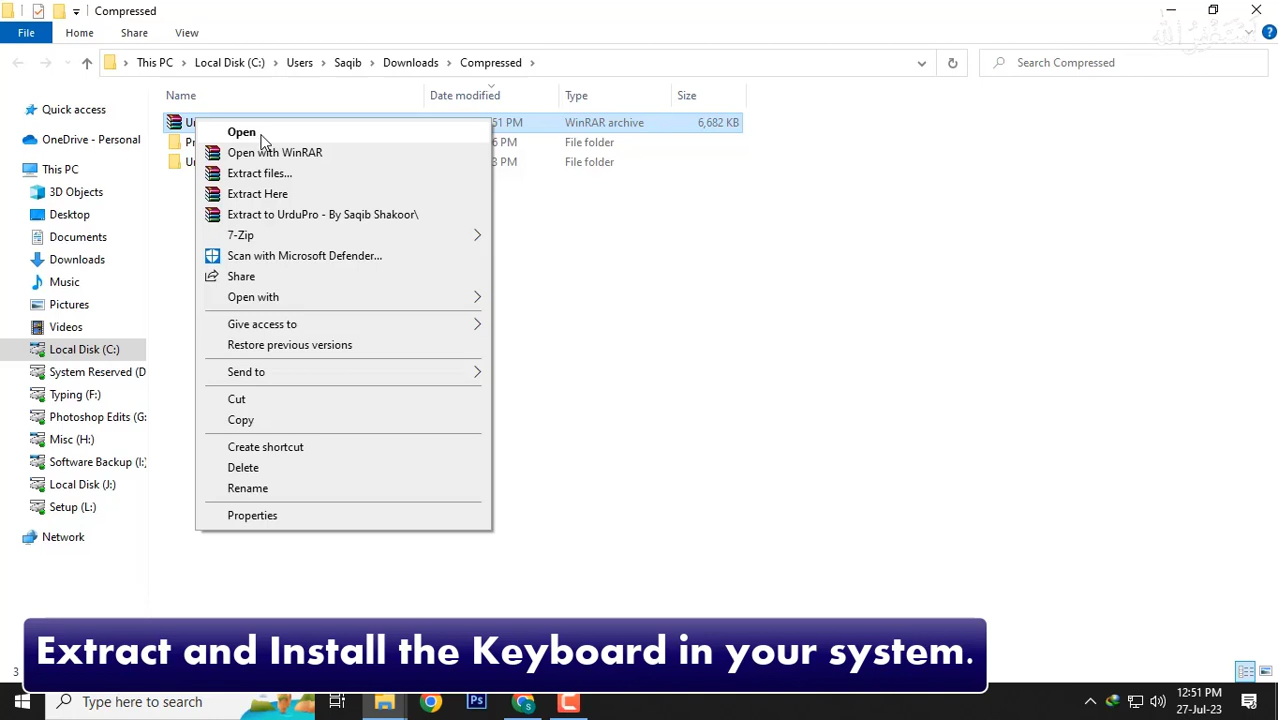 Compressed
File
Home
Share
View
This PC
Local Disk (C:)
Users
Saqib
Downloads
Compressed
Search Compressed
Name
Date modified
Type
Size
51 PM
WinRAR archive
6,682 KB
6 PM
File folder
3 PM
File folder
Quick access
OneDrive - Personal
This PC
3D Objects
Desktop
Documents
Downloads
Music
Pictures
Videos
Local Disk (C:)
System Reserved (D
Typing (F:)
Photoshop Edits (G:
Misc (H:)
Software Backup (I:)
Local Disk (J:)
Setup (L:)
Network
Open
Open with WinRAR
Extract files...
Extract Here
Extract to UrduPro - By Saqib Shakoor\
7-Zip
Scan with Microsoft Defender...
Share
Open with
Give access to
Restore previous versions
Send to
Cut
Copy
Create shortcut
Delete
Rename
Properties
Extract and Install the Keyboard in your system.
3
Type here to search
Ps
12:51 PM
27-Jul-23